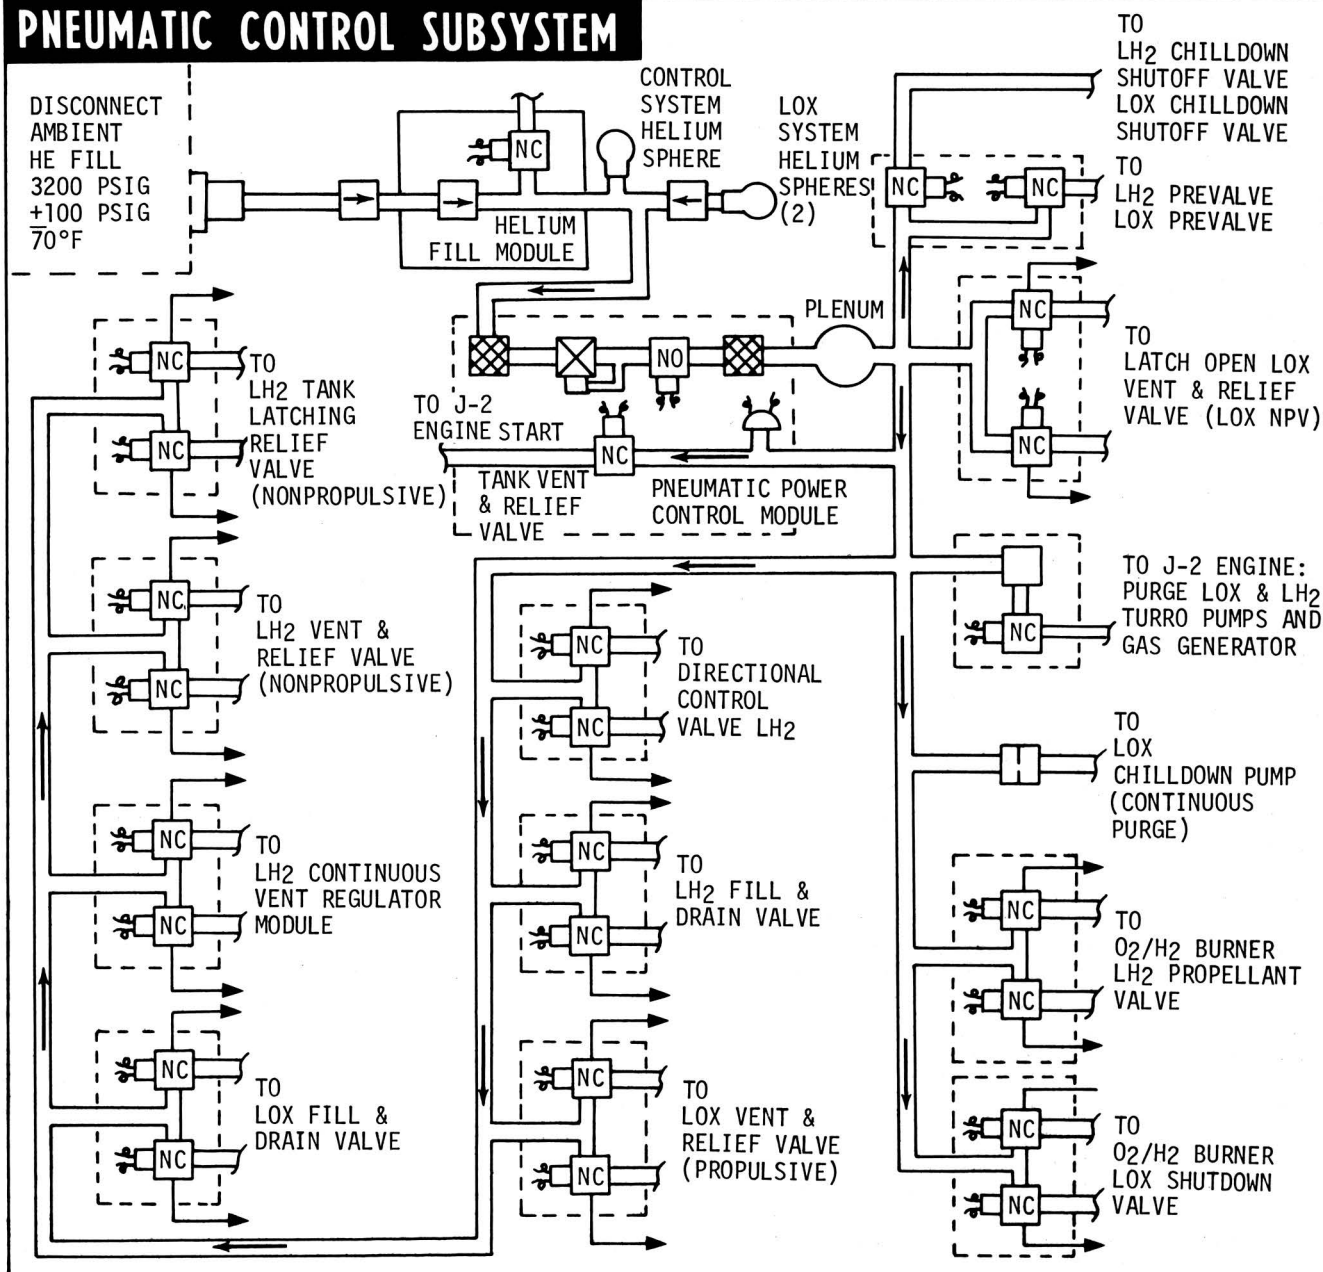 PNEUMATIC CONTROL SUBSYSTEM
DISCONNECT
AMBIENT
HE FILL
3200 PSIG
±100 PSIG
70°F
NC
HELIUM
FILL MODULE
CONTROL
SYSTEM
HELIUM
SPHERE
LOX
SYSTEM
HELIUM
SPHERES
(2)
TO
LH2 CHILLDOWN
SHUTOFF VALVE
LOX CHILLDOWN
SHUTOFF VALVE
NC
NC
TO
LH2 PREVALVE
LOX PREVALVE
PLENUM
NO
NC
TO J-2
ENGINE START
TANK VENT
& RELIEF
VALVE
PNEUMATIC POWER
CONTROL MODULE
NC
NC
TO
LATCH OPEN LOX
VENT & RELIEF
VALVE (LOX NPV)
NC
NC
TO
LH2 TANK
LATCHING
RELIEF
VALVE
(NONPROPULSIVE)
NC
NC
TO
LH2 VENT &
RELIEF VALVE
(NONPROPULSIVE)
NC
NC
TO
LH2 CONTINUOUS
VENT REGULATOR
MODULE
NC
NC
TO
LOX FILL &
DRAIN VALVE
NC
NC
TO
DIRECTIONAL
CONTROL
VALVE LH2
NC
NC
TO
LH2 FILL &
DRAIN VALVE
NC
NC
TO
LOX VENT &
RELIEF VALVE
(PROPULSIVE)
NC
TO J-2 ENGINE:
PURGE LOX & LH2
TURRO PUMPS AND
GAS GENERATOR
TO
LOX
CHILLDOWN PUMP
(CONTINUOUS
PURGE)
NC
NC
TO
O2/H2 BURNER
LH2 PROPELLANT
VALVE
NC
NC
TO
O2/H2 BURNER
LOX SHUTDOWN
VALVE